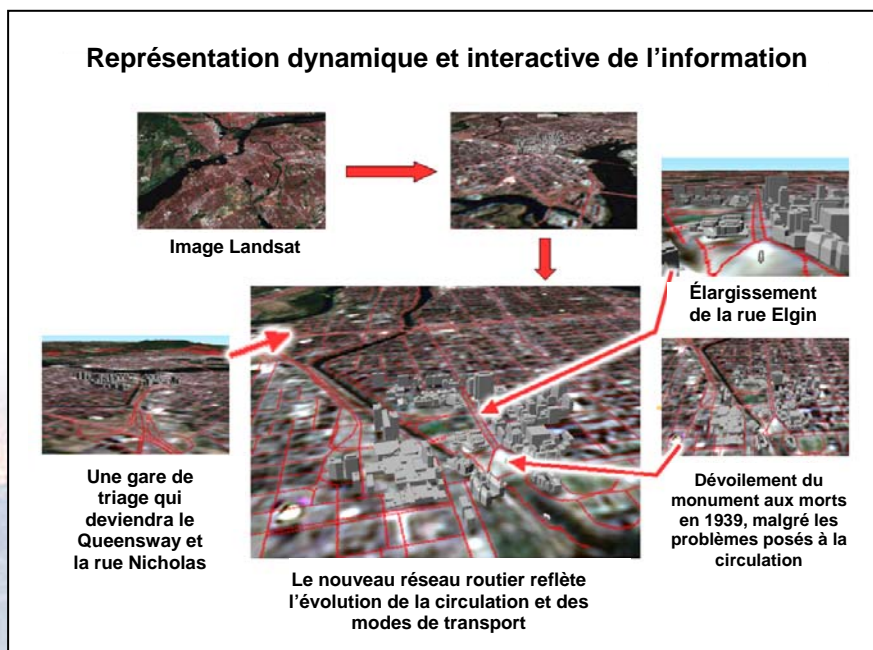 Représentation dynamique et interactive de l’information
Image Landsat
Élargissement
de la rue Elgin
Une gare de
triage qui
deviendra le
Queensway et
la rue Nicholas
Dévoilement du
monument aux morts
en 1939, malgré les
problèmes posés à la
circulation
Le nouveau réseau routier reflète
l’évolution de la circulation et des
modes de transport